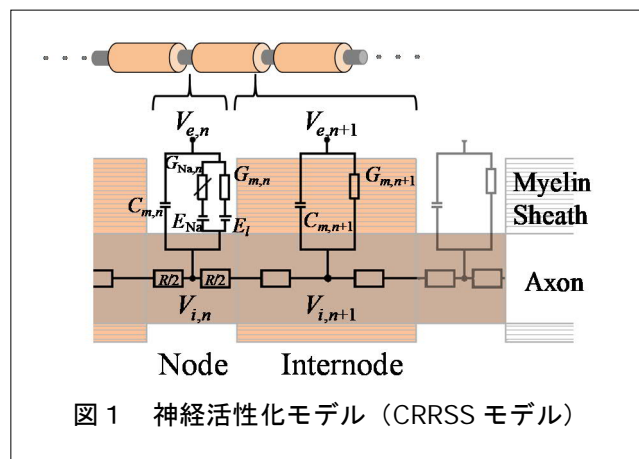 V_{e,n}
V_{e,n+1}
G_{Na,n}
G_{m,n}
G_{m,n+1}
C_{m,n}
C_{m,n+1}
E_{Na}
E_l
Myelin
Sheath
R/2
R/2
Axon
V_{i,n}
V_{i,n+1}
Node
Internode
図1 神経活性化モデル（CRRSS モデル）